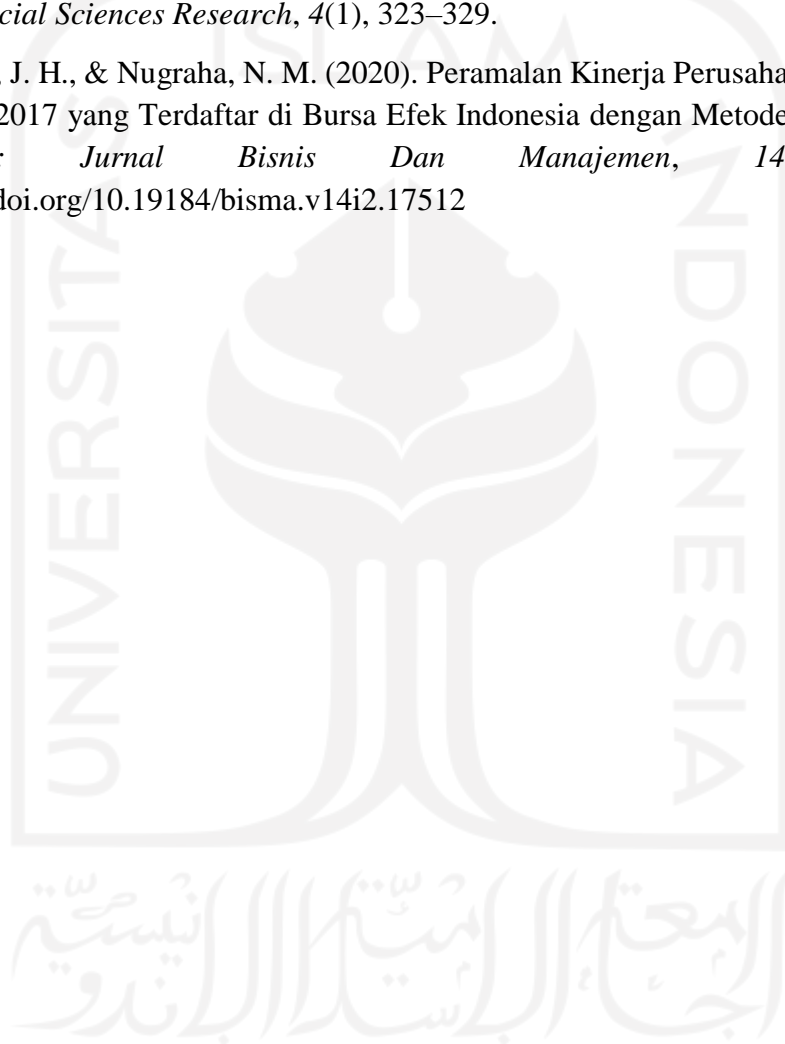 cial Sciences Research, 4(1), 323–329.
, J. H., & Nugraha, N. M. (2020). Peramalan Kinerja Perusaha
2017 yang Terdaftar di Bursa Efek Indonesia dengan Metode
: Jurnal Bisnis Dan Manajemen, 14
doi.org/10.19184/bisma.v14i2.17512
ISLAM
UNIVERSITAS
INDONESIA